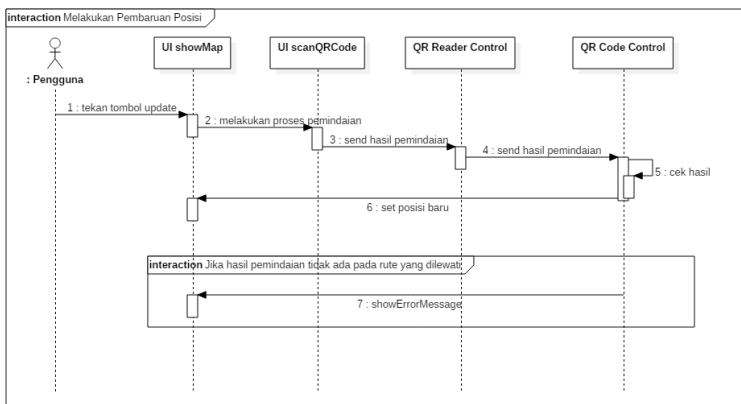 interaction Melakukan Pembaruan Posisi
UI showMap
UI scanQRCode
QR Reader Control
QR Code Control
: Pengguna
1 : tekan tombol update
2 : melakukan proses pemindaian
3 : send hasil pemindaian
4 : send hasil pemindaian
5 : cek hasil
6 : set posisi baru
interaction Jika hasil pemindaian tidak ada pada rute yang dilewati
7 : showErrorMessage